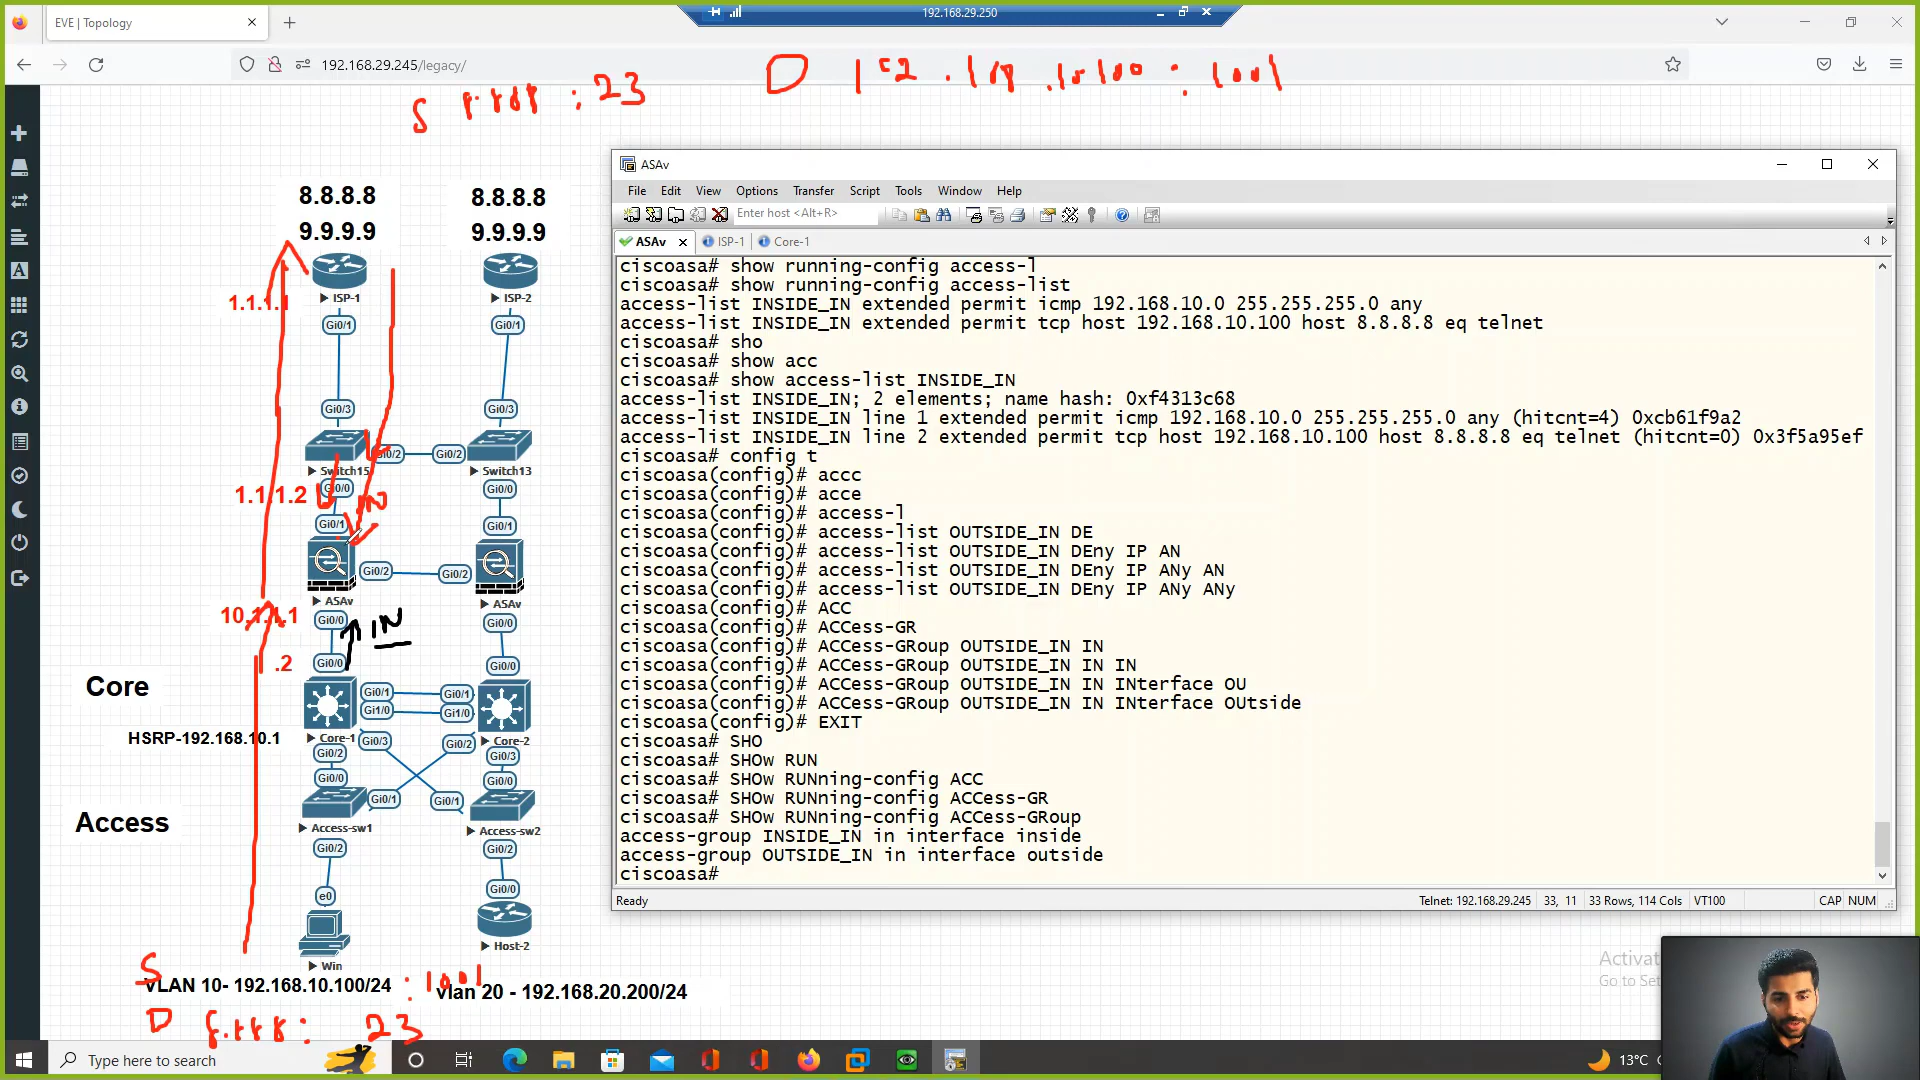 192.168.29.250
EVE | Topology
192.168.29.245/legacy/
S : 23
D : 1001
8.8.8.8
8.8.8.8
9.9.9.9
9.9.9.9
ISP-1
ISP-2
1.1.1.1
Gi0/1
Gi0/1
Gi0/3
Gi0/3
Gi0/2
Gi0/2
Switch15
Switch13
1.1.1.2
Gi0/0
Gi0/0
IN
Gi0/1
Gi0/1
Gi0/2
Gi0/2
ASAv
ASAv
10.1.1.1
Gi0/0
Gi0/0
IN
.2
Gi0/0
Gi0/0
Core
Gi0/1
Gi0/1
Gi1/0
Gi1/0
HSRP-192.168.10.1
Core-1
Gi0/3
Gi0/2
Core-2
Gi0/2
Gi0/3
Gi0/0
Gi0/0
Access
Gi0/1
Gi0/1
Access-sw1
Access-sw2
Gi0/2
Gi0/2
e0
Gi0/0
Win
Host-2
S
VLAN 10- 192.168.10.100/24
: 1001
Vlan 20 - 192.168.20.200/24
D : 23
ASAv
File Edit View Options Transfer Script Tools Window Help
Enter host <Alt+R>
ASAv
ISP-1
Core-1
ciscoasa# show running-config access-l
ciscoasa# show running-config access-list
access-list INSIDE_IN extended permit icmp 192.168.10.0 255.255.255.0 any
access-list INSIDE_IN extended permit tcp host 192.168.10.100 host 8.8.8.8 eq telnet
ciscoasa# sho
ciscoasa# show acc
ciscoasa# show access-list INSIDE_IN
access-list INSIDE_IN; 2 elements; name hash: 0xf4313c68
access-list INSIDE_IN line 1 extended permit icmp 192.168.10.0 255.255.255.0 any (hitcnt=4) 0xcb61f9a2
access-list INSIDE_IN line 2 extended permit tcp host 192.168.10.100 host 8.8.8.8 eq telnet (hitcnt=0) 0x3f5a95ef
ciscoasa# config t
ciscoasa(config)# accc
ciscoasa(config)# acce
ciscoasa(config)# access-l
ciscoasa(config)# access-list OUTSIDE_IN DE
ciscoasa(config)# access-list OUTSIDE_IN DEny IP AN
ciscoasa(config)# access-list OUTSIDE_IN DEny IP ANy AN
ciscoasa(config)# access-list OUTSIDE_IN DEny IP ANy ANy
ciscoasa(config)# ACC
ciscoasa(config)# ACCess-GR
ciscoasa(config)# ACCess-GRoup OUTSIDE_IN IN
ciscoasa(config)# ACCess-GRoup OUTSIDE_IN IN IN
ciscoasa(config)# ACCess-GRoup OUTSIDE_IN IN INterface OU
ciscoasa(config)# ACCess-GRoup OUTSIDE_IN IN INterface OUtside
ciscoasa(config)# EXIT
ciscoasa# SHO
ciscoasa# SHOw RUN
ciscoasa# SHOw RUNning-config ACC
ciscoasa# SHOw RUNning-config ACCess-GR
ciscoasa# SHOw RUNning-config ACCess-GRoup
access-group INSIDE_IN in interface inside
access-group OUTSIDE_IN in interface outside
ciscoasa#
Ready
Telnet: 192.168.29.245 33, 11 33 Rows, 114 Cols VT100 CAP NUM
Type here to search
13°C